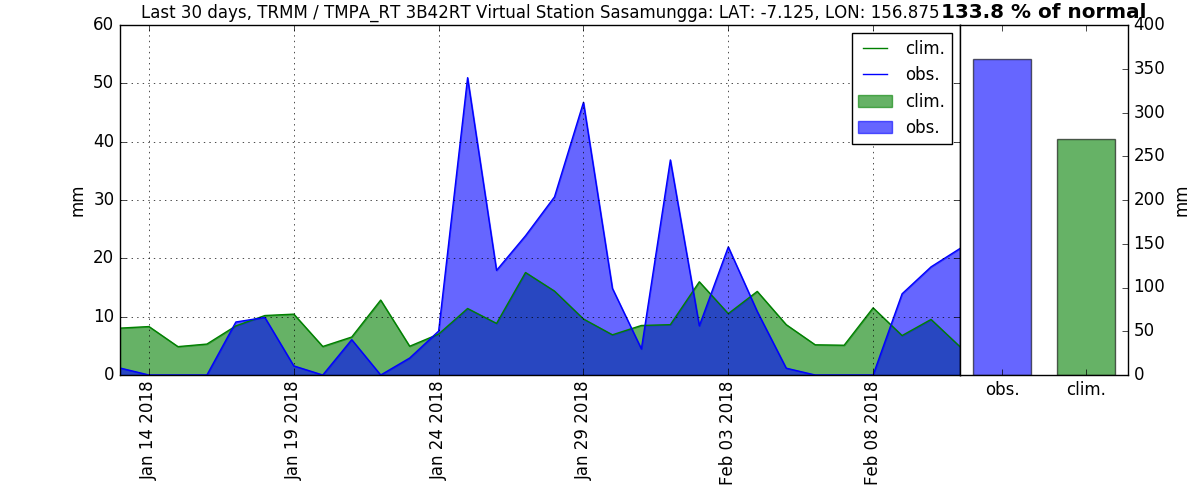 Last 30 days, TRMM / TMPA_RT 3B42RT Virtual Station Sasamungga: LAT: -7.125, LON: 156.875
133.8 % of normal
60
50
40
30
20
10
0
mm
clim.
obs.
clim.
obs.
Jan 14 2018
Jan 19 2018
Jan 24 2018
Jan 29 2018
Feb 03 2018
Feb 08 2018
400
350
300
250
200
150
100
50
0
mm
obs.
clim.